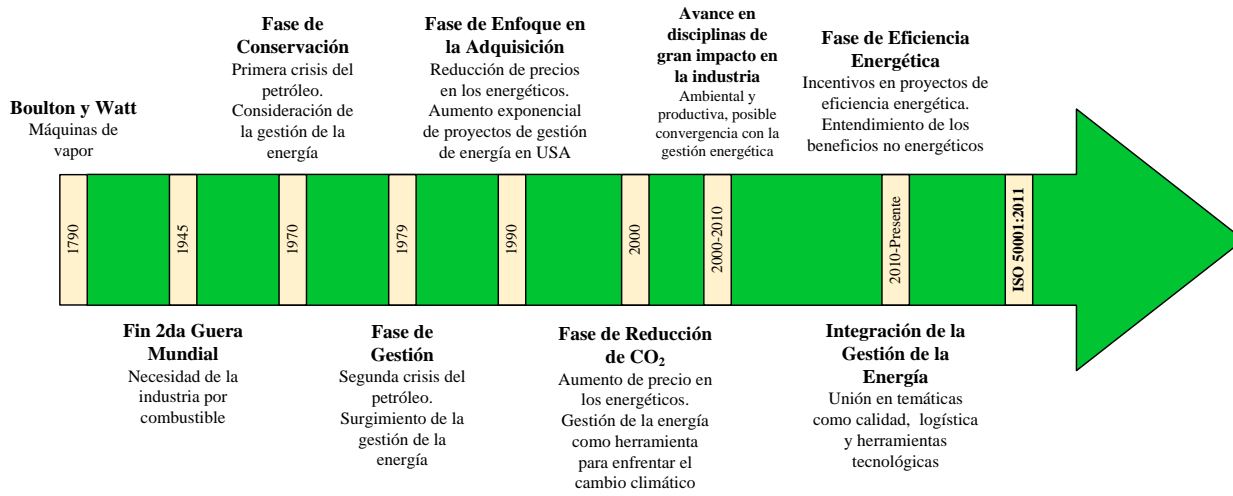 Boulton y Watt
Máquinas de
vapor
Fase de
Conservación
Primera crisis del
petróleo.
Consideración de
la gestión de la
energía
Fase de Enfoque en
la Adquisición
Reducción de precios
en los energéticos.
Aumento exponencial
de proyectos de gestión
de energía en USA
Avance en
disciplinas de
gran impacto en
la industria
Ambiental y
productiva, posible
convergencia con la
gestión energética
Fase de Eficiencia
Energética
Incentivos en proyectos de
eficiencia energética.
Entendimiento de los
beneficios no energéticos
1790
1945
1970
1979
1990
2000
2000-2010
2010-Presente
ISO 50001:2011
Fin 2da Guera
Mundial
Necesidad de la
industria por
combustible
Fase de
Gestión
Segunda crisis del
petróleo.
Surgimiento de la
gestión de la
energía
Fase de Reducción
de CO₂
Aumento de precio en
los energéticos.
Gestión de la energía
como herramienta
para enfrentar el
cambio climático
Integración de la
Gestión de la
Energía
Unión en temáticas
como calidad, logística
y herramientas
tecnológicas